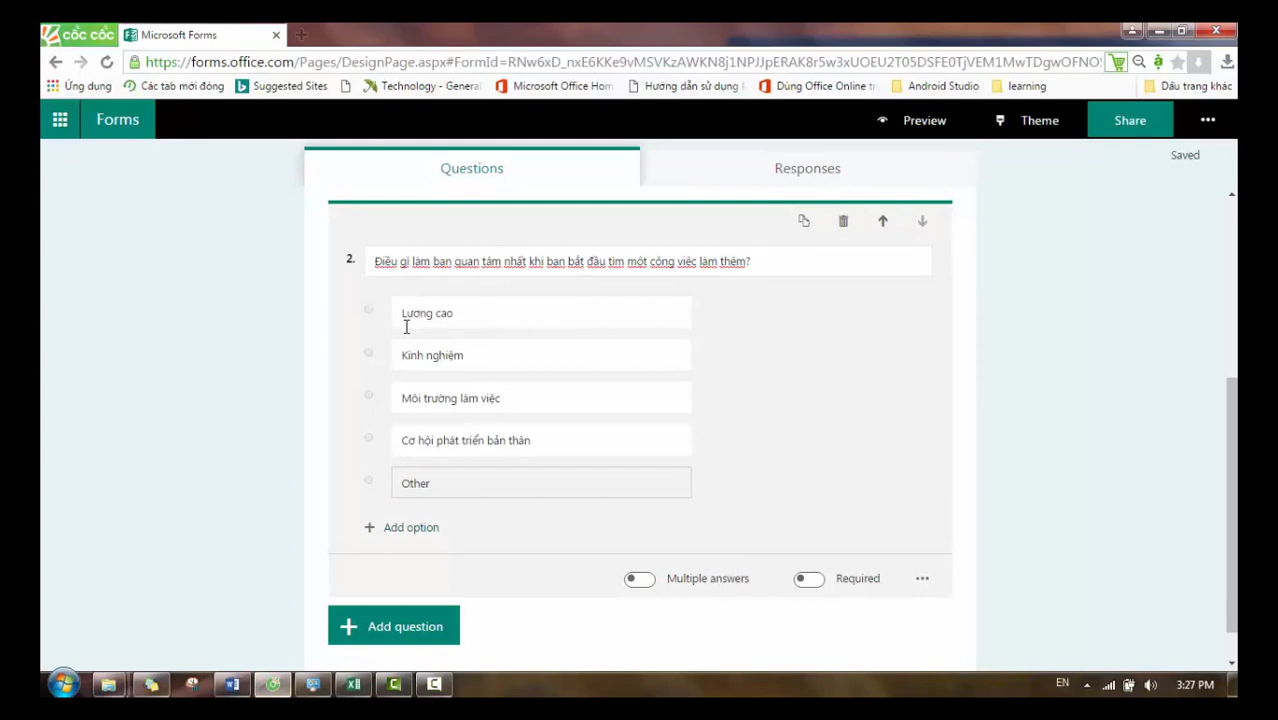 cốc cốc
Microsoft Forms
https://forms.office.com/Pages/DesignPage.aspx#FormId=RNw6xD_nxE6KKe9vMSVKzAWKN8j1NPJJpERAK8r5w3xUOEU2T05DSFE0TjVEM1MwTDgwOFNO
Ứng dụng
Các tab mới đóng
Suggested Sites
Technology - General
Microsoft Office Hom
Hướng dẫn sử dụng
Dùng Office Online tr
Android Studio
learning
Dấu trang khác
Forms
Preview
Theme
Share
Saved
Questions
Responses
2.
Điều gì làm bạn quan tâm nhất khi bạn bắt đầu tìm một công việc làm thêm?
Lương cao
Kinh nghiệm
Môi trường làm việc
Cơ hội phát triển bản thân
Other
Add option
Multiple answers
Required
Add question
EN
3:27 PM